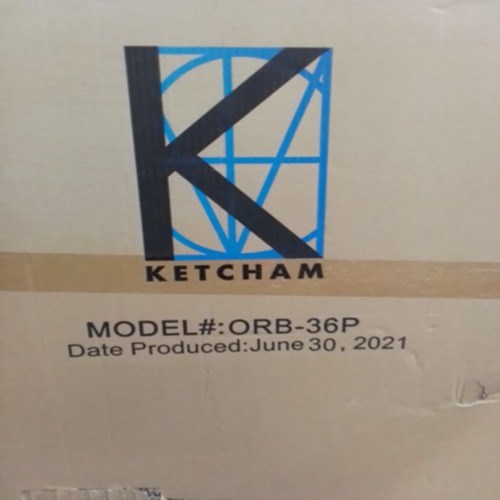 K
KETCHAM
MODEL#:ORB-36P
Date Produced:June 30, 2021